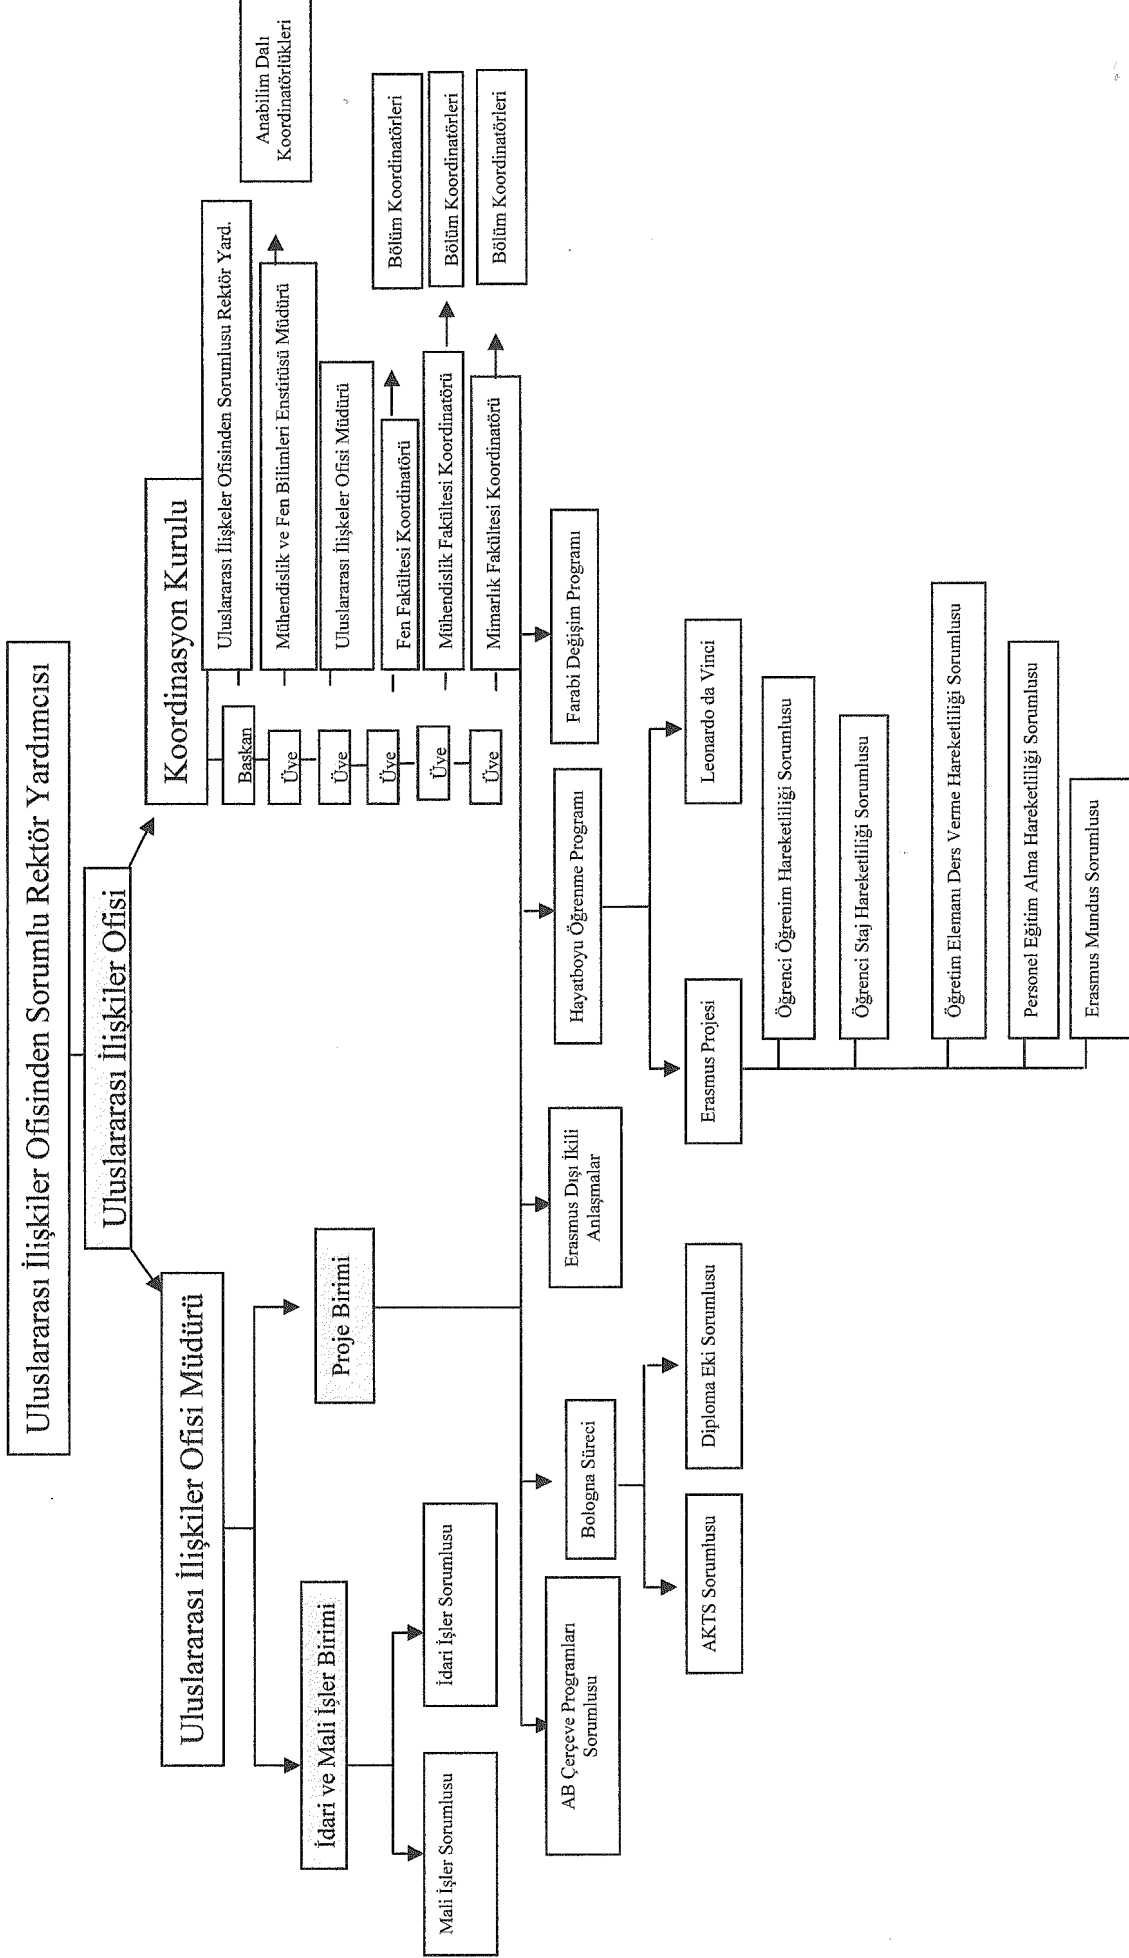 Uluslararası İlişkiler Ofisinden Sorumlu Rektör Yardımcısı
Uluslararası İlişkiler Ofisi
Uluslararası İlişkiler Ofisi Müdürü
Koordinasyon Kurulu
Başkan
Uluslararası İlişkeler Ofisinden Sorumlusu Rektör Yard.
Üye
Mühendislik ve Fen Bilimleri Enstitüsü Müdürü
Anabilim Dalı
Koordinatörlükleri
Üye
Uluslararası İlişkeler Ofisi Müdürü
Üye
Fen Fakültesi Koordinatörü
Bölüm Koordinatörleri
Üye
Mühendislik Fakültesi Koordinatörü
Bölüm Koordinatörleri
Üye
Mimarlık Fakültesi Koordinatörü
Bölüm Koordinatörleri
İdari ve Mali İşler Birimi
Proje Birimi
Mali İşler Sorumlusu
İdari İşler Sorumlusu
AB Çerçeve Programları
Sorumlusu
Bologna Süreci
Erasmus Dışı İkili
Anlaşmalar
Hayatboyu Öğrenme Programı
Farabi Değişim Programı
AKTS Sorumlusu
Diploma Eki Sorumlusu
Erasmus Projesi
Leonardo da Vinci
Öğrenci Öğrenim Hareketliliği Sorumlusu
Öğrenci Staj Hareketliliği Sorumlusu
Öğretim Elemanı Ders Verme Hareketliliği Sorumlusu
Personel Eğitim Alma Hareketliliği Sorumlusu
Erasmus Mundus Sorumlusu